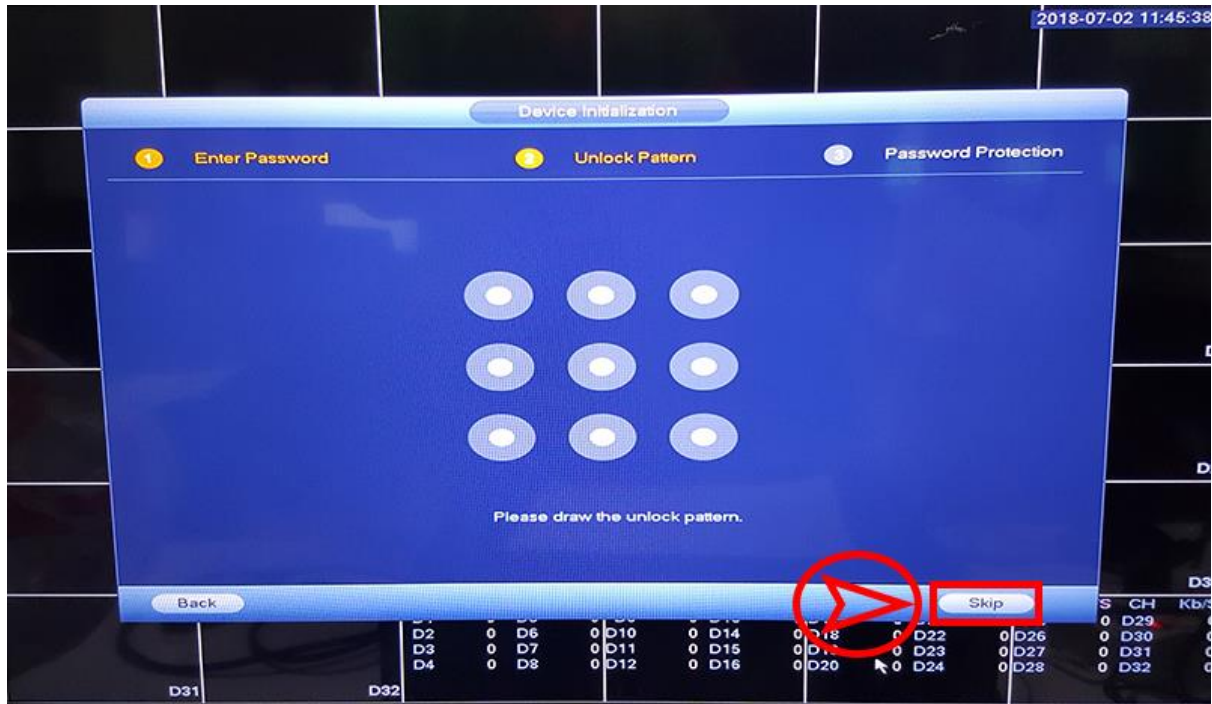 2018-07-02 11:45:38
Device Initialization
1 Enter Password 2 Unlock Pattern 3 Password Protection
Please draw the unlock pattern.
Back Skip
S CH Kb/S
0 D29
D2 0 D6 0 D10 0 D14 0 D18 0 D22 0 D26 0 D30
D3 0 D7 0 D11 0 D15 0 0 D23 0 D27 0 D31
D4 0 D8 0 D12 0 D16 0 D20 0 D24 0 D28 0 D32
D31 D32